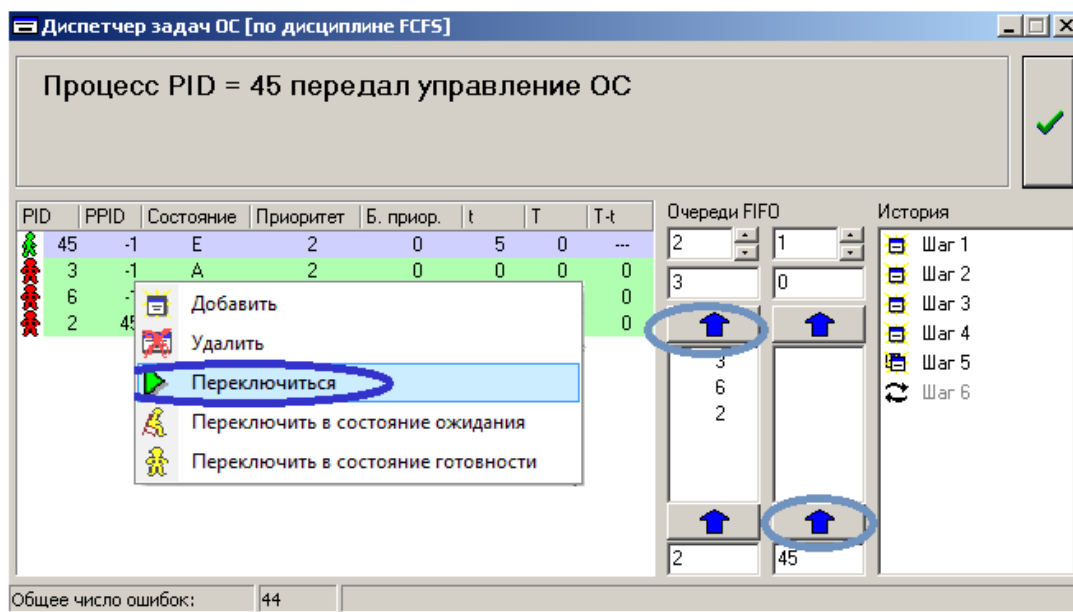 Диспетчер задач ОС [по дисциплине FCFS]
Процесс PID = 45 передал управление ОС
PID PPID Состояние Приоритет Б. приор. t T T-t
45 -1 E 2 0 5 0 ---
3 -1 A 2 0 0 0 0
6 0
2 45 0
Добавить
Удалить
Переключиться
Переключить в состояние ожидания
Переключить в состояние готовности
Очереди FIFO
2 1
3 0
3
6
2
2 45
История
Шаг 1
Шаг 2
Шаг 3
Шаг 4
Шаг 5
Шаг 6
Общее число ошибок: 44